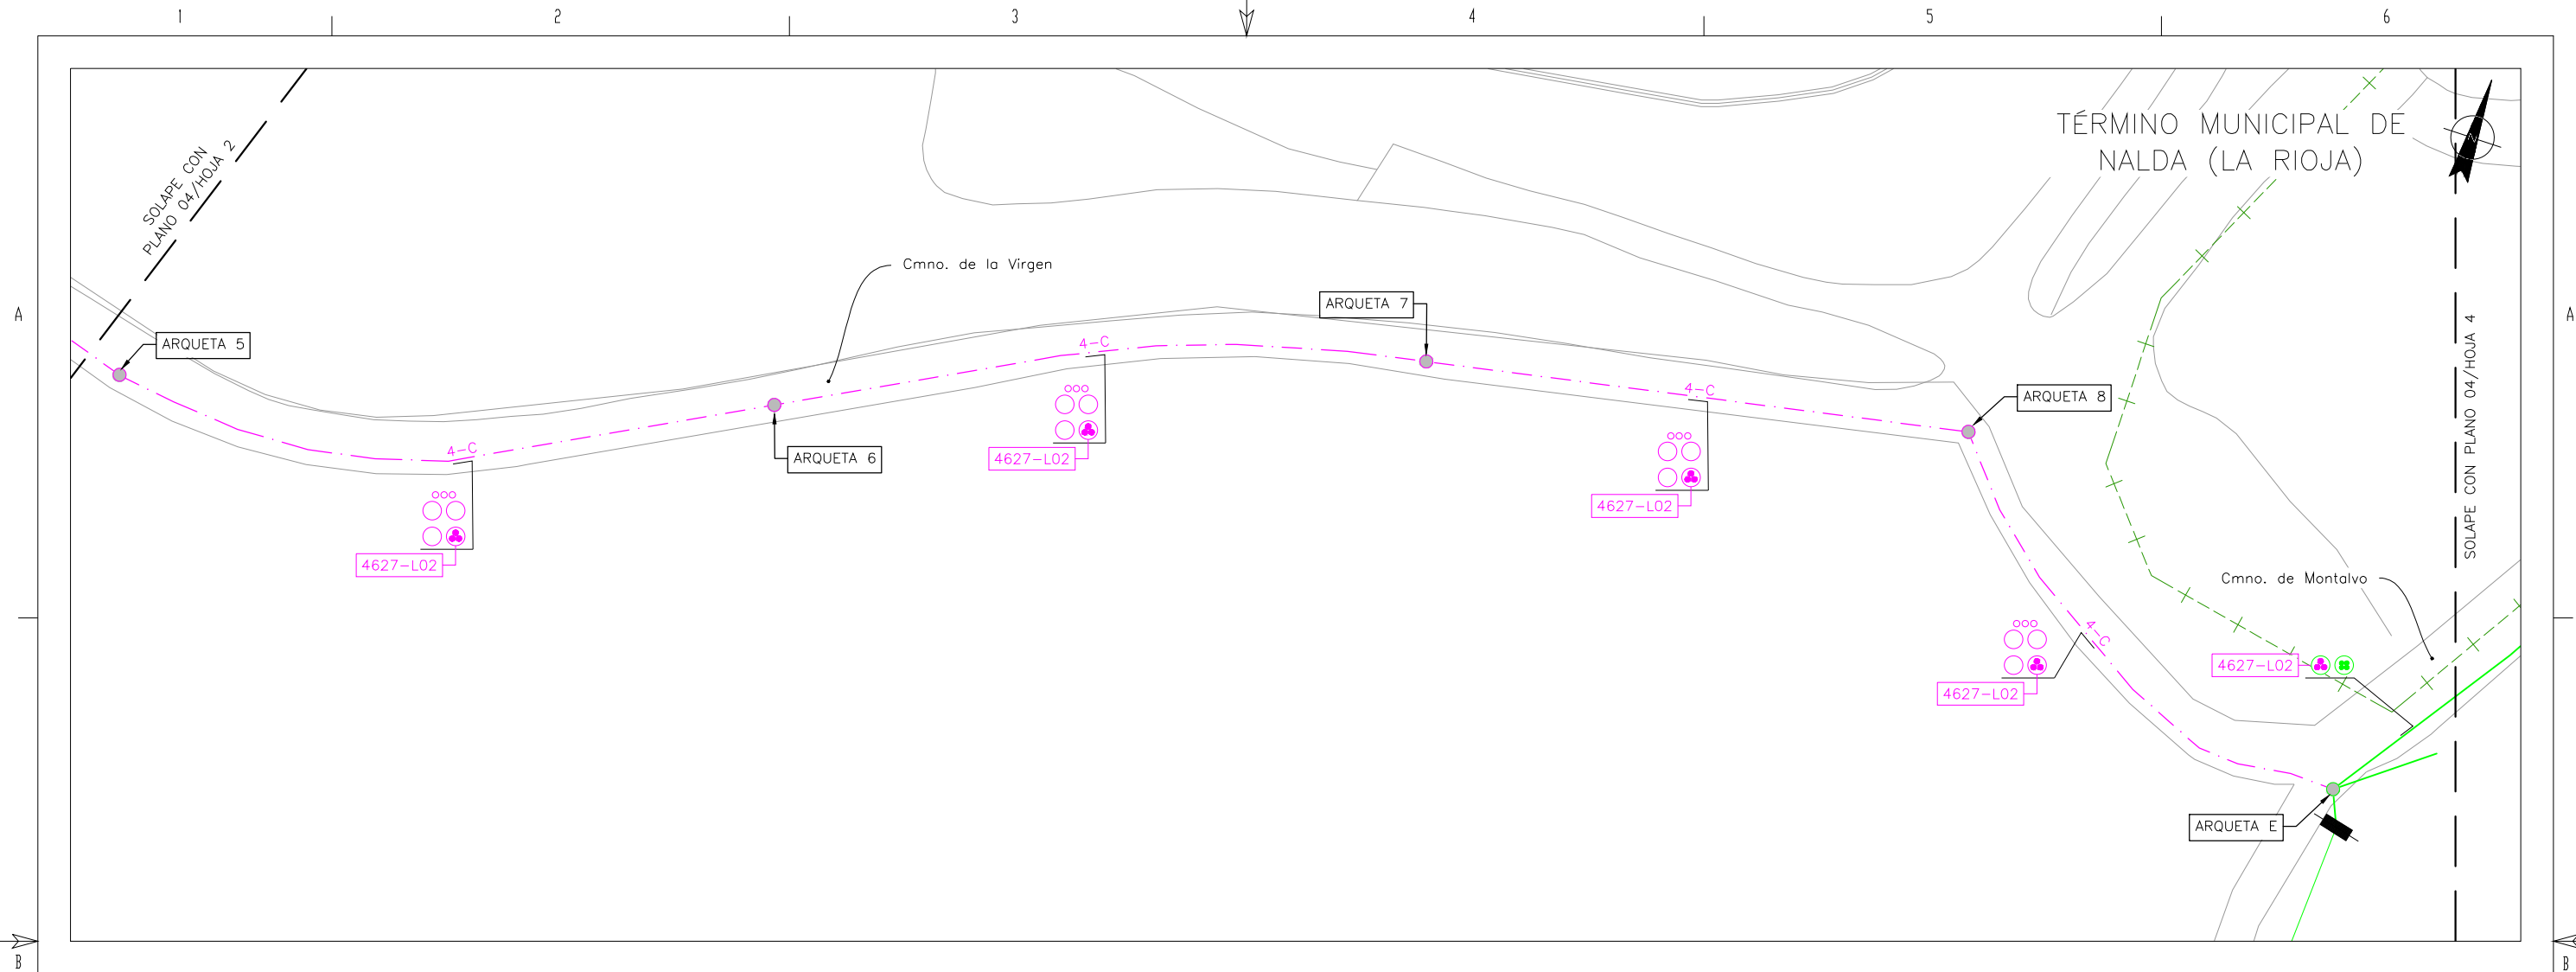 1
2
3
4
5
6
TÉRMINO MUNICIPAL DE
NALDA (LA RIOJA)
N
SOLAPE CON
PLANO 04/HOJA 2
Cmno. de la Virgen
A
A
ARQUETA 5
ARQUETA 7
4-C
4-C
ARQUETA 8
SOLAPE CON PLANO 04/HOJA 4
4-C
ARQUETA 6
4627-L02
4627-L02
4627-L02
Cmno. de Montalvo
4-C
4627-L02
4627-L02
ARQUETA E
B
B